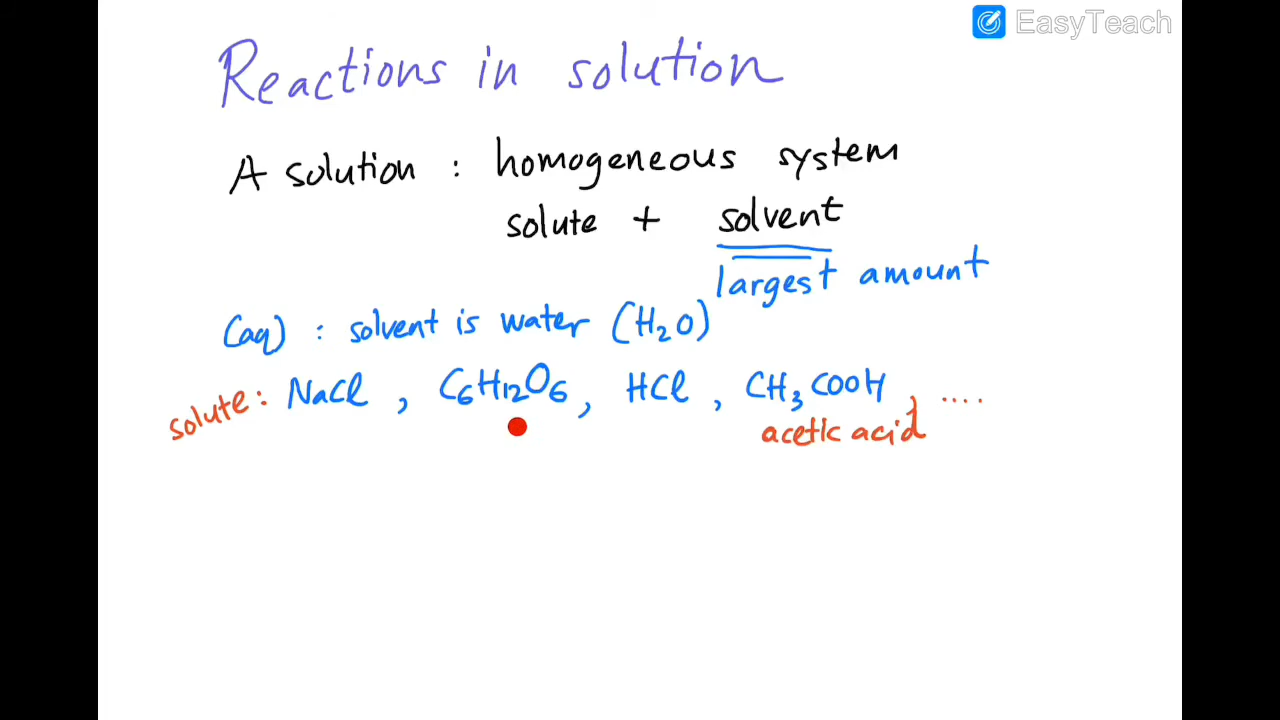 EasyTeach
Reactions in solution
A solution : homogeneous system
solute + solvent
largest amount
(aq) : solvent is water (H₂O)
solute : NaCl , C₆H₁₂O₆ , HCl , CH₃COOH , ....
acetic acid